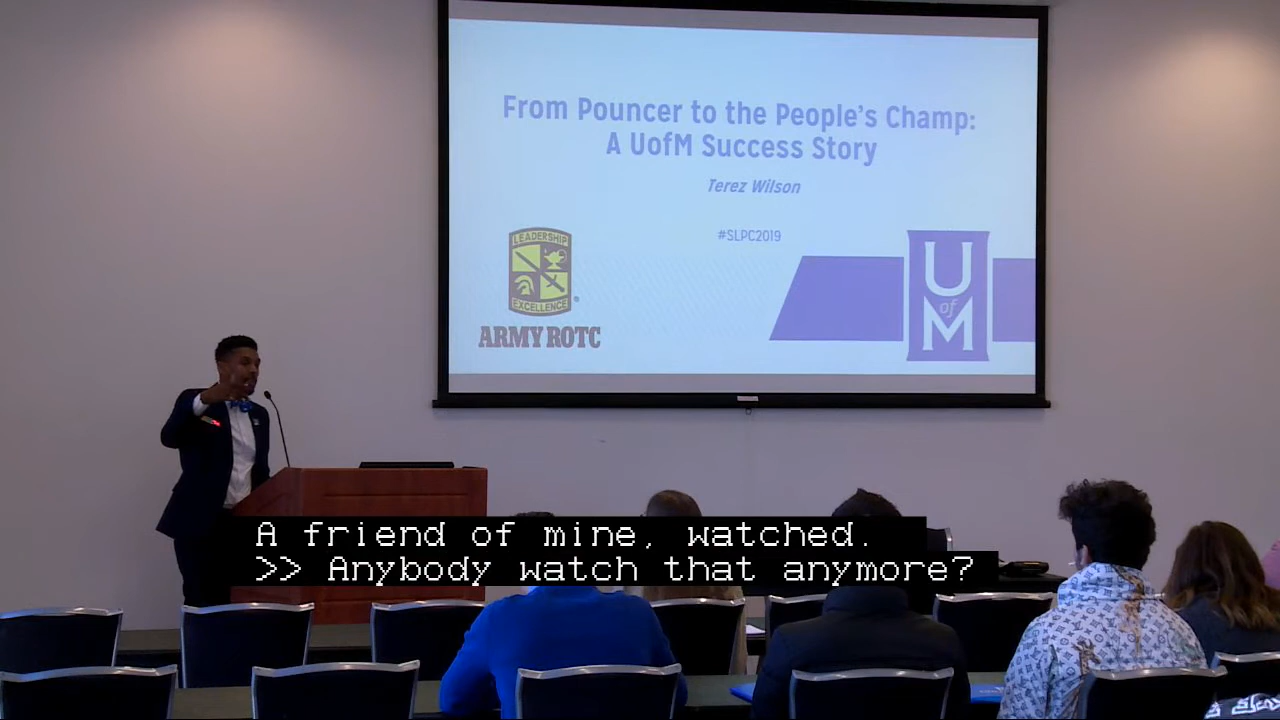 From Pouncer to the People's Champ:
A UofM Success Story
Terez Wilson
#SLPC2019
LEADERSHIP
EXCELLENCE
ARMY ROTC
U
of
M
A friend of mine, watched.
>> Anybody watch that anymore?